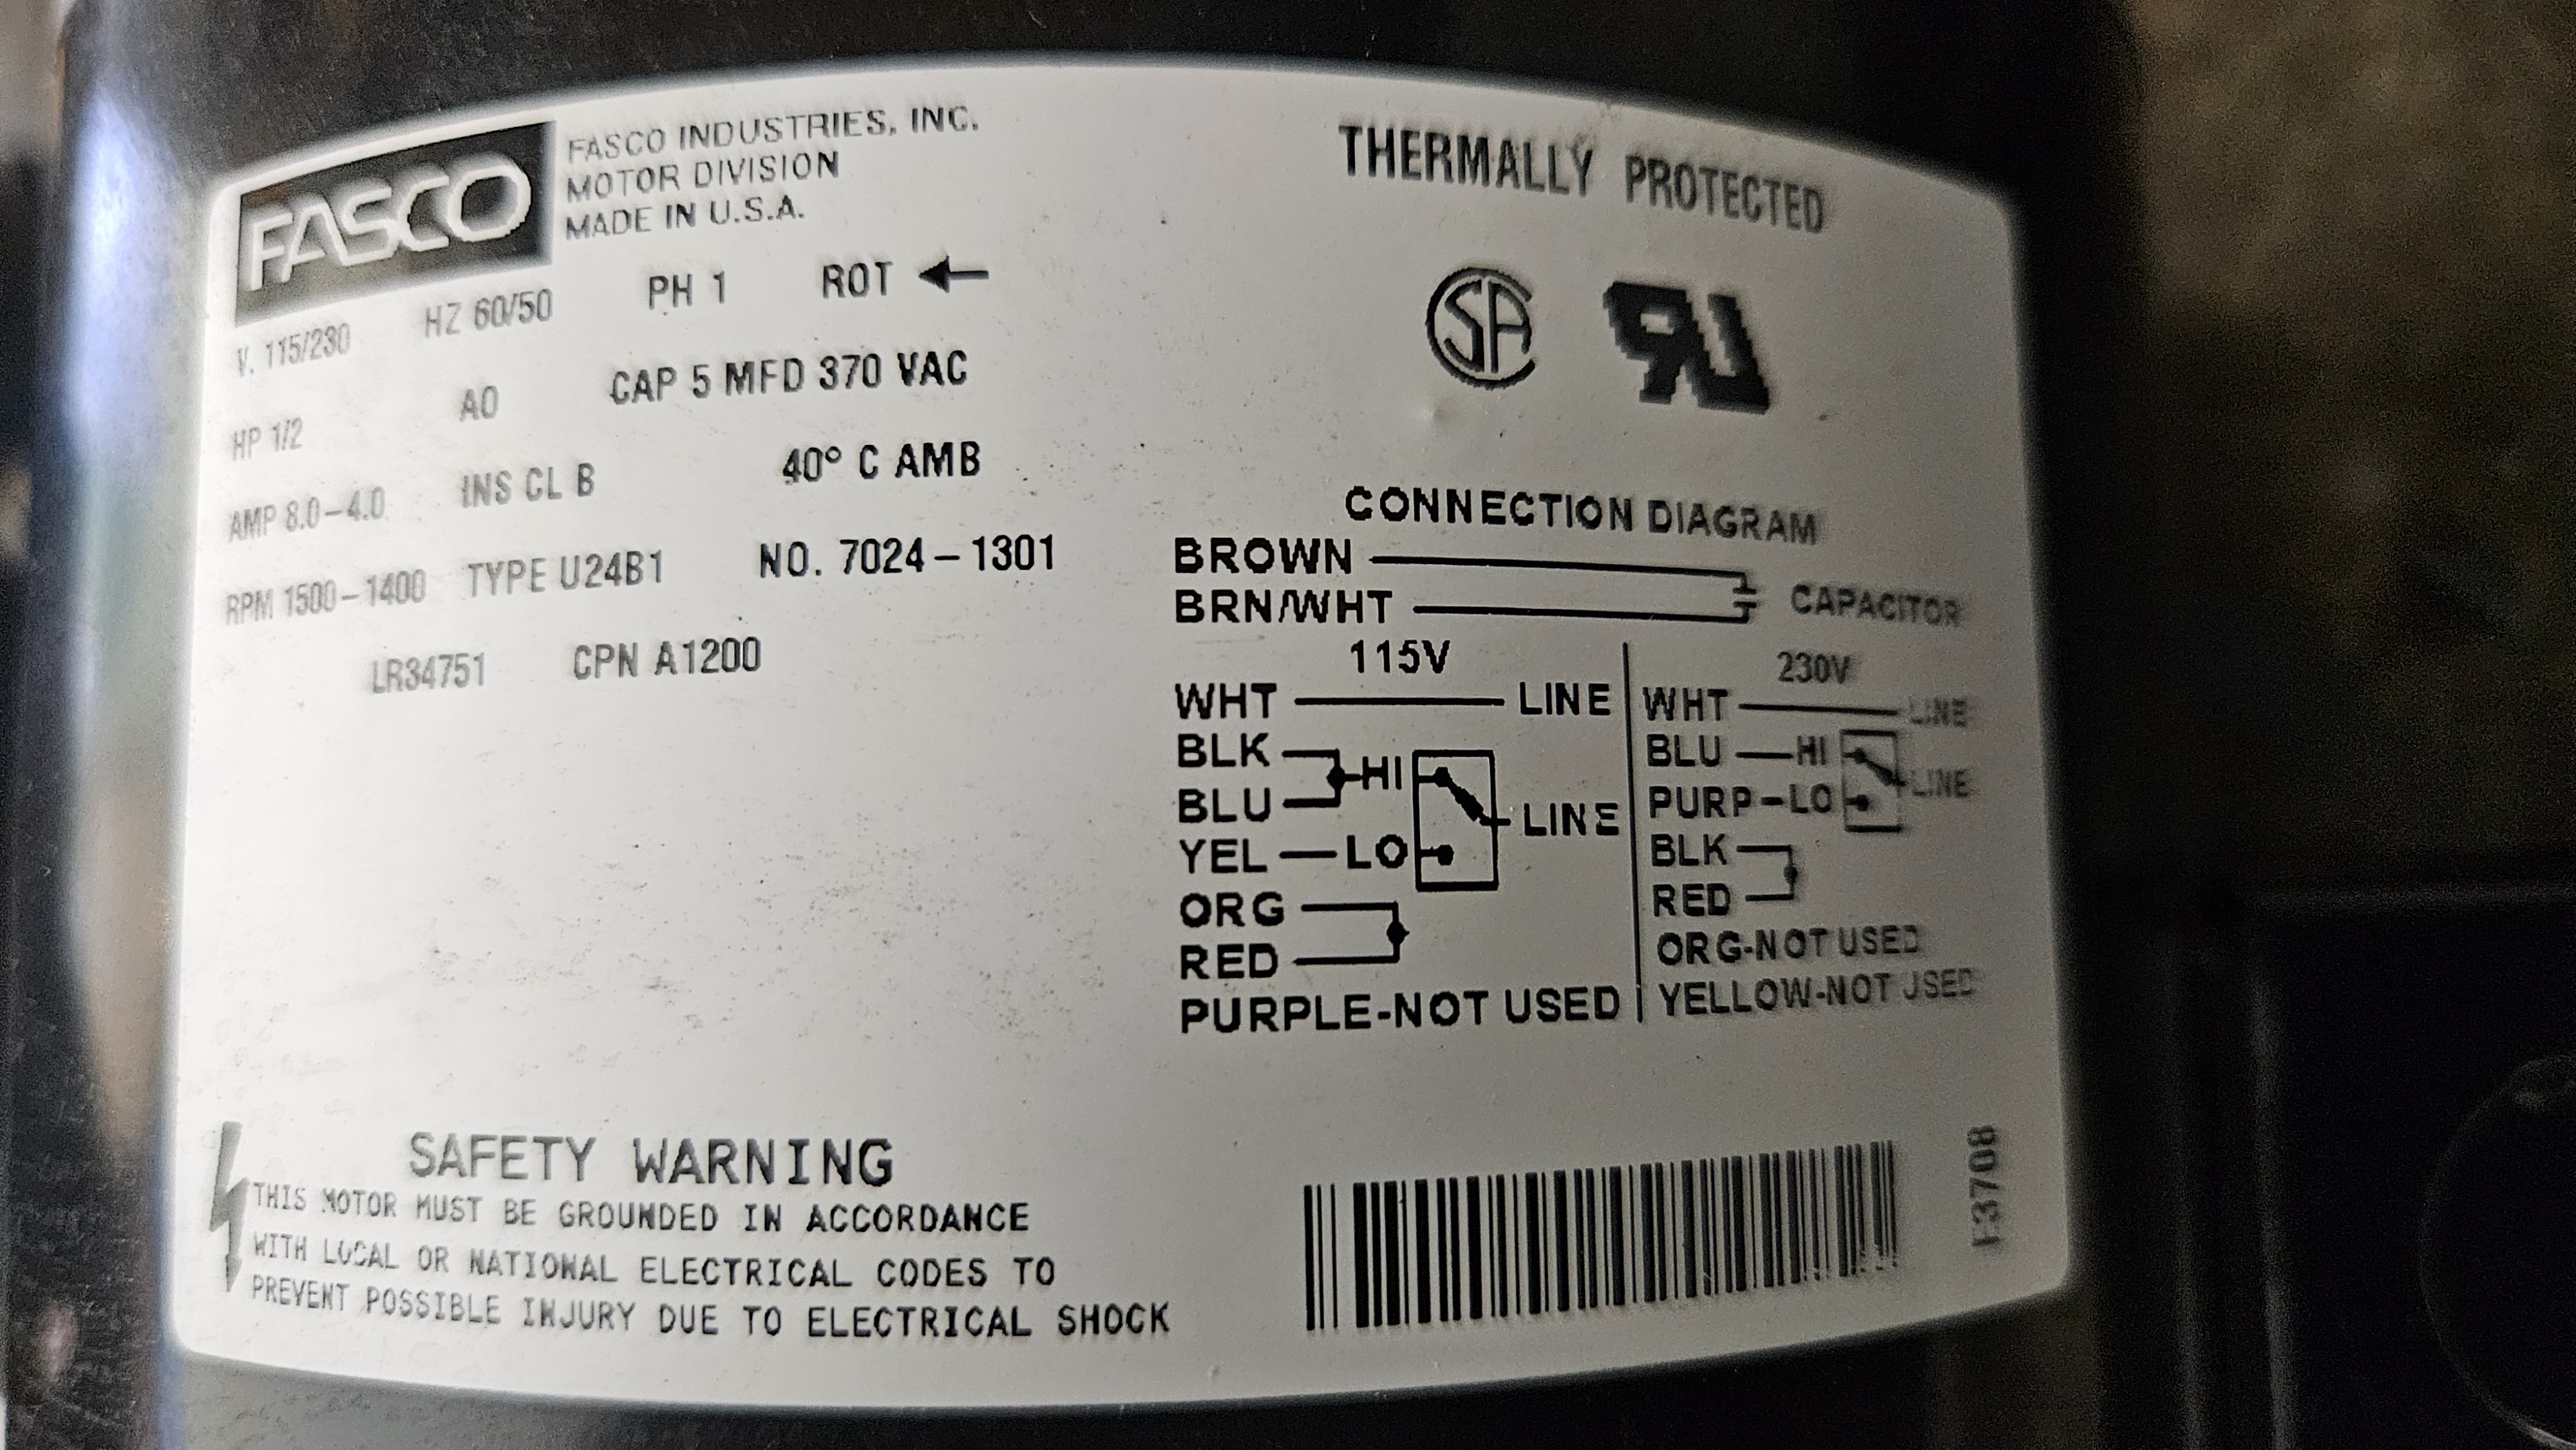 FASCO
FASCO INDUSTRIES, INC.
MOTOR DIVISION
MADE IN U.S.A.
V. 115/230 HZ 60/50 PH 1 ROT ←
HP 1/2 AO CAP 5 MFD 370 VAC
AMP 8.0-4.0 INS CL B 40° C AMB
RPM 1500-1400 TYPE U24B1 NO. 7024-1301
LR34751 CPN A1200
THERMALLY PROTECTED
SA
RU
CONNECTION DIAGRAM
BROWN
BRN/WHT
CAPACITOR
115V
WHT LINE
BLK
HI
BLU
LINE
YEL LO
ORG
RED
PURPLE-NOT USED
230V
WHT LINE
BLU HI
LINE
PURP-LO
BLK
RED
ORG-NOT USED
YELLOW-NOT USED
SAFETY WARNING
THIS MOTOR MUST BE GROUNDED IN ACCORDANCE
WITH LOCAL OR NATIONAL ELECTRICAL CODES TO
PREVENT POSSIBLE INJURY DUE TO ELECTRICAL SHOCK
F3708